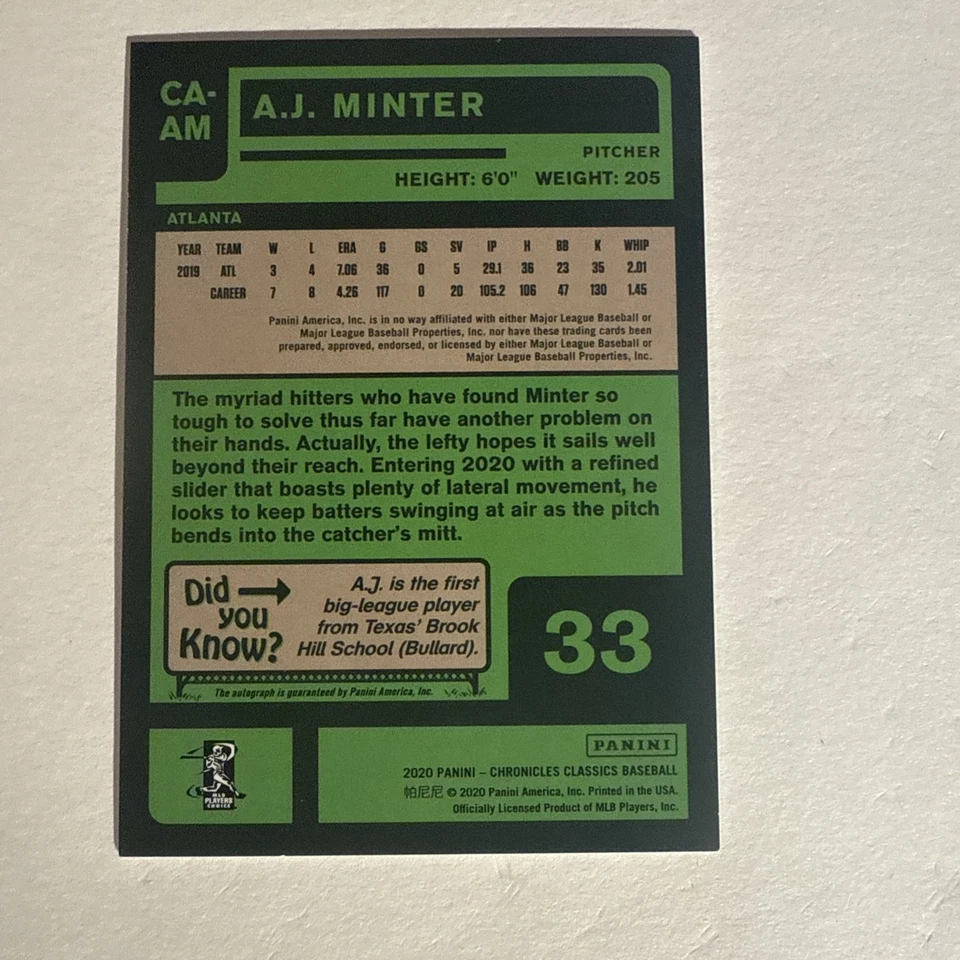 CA-
AM
A.J. MINTER
PITCHER
HEIGHT: 6'0" WEIGHT: 205
ATLANTA
YEAR TEAM W L ERA G GS SV IP H BB K WHIP
2019 ATL 3 4 7.06 36 0 5 29.1 36 23 35 2.01
CAREER 7 8 4.26 117 0 20 105.2 106 47 130 1.45
Panini America, Inc. is in no way affiliated with either Major League Baseball or
Major League Baseball Properties, Inc. nor have these trading cards been
prepared, approved, endorsed, or licensed by either Major League Baseball or
Major League Baseball Properties, Inc.
The myriad hitters who have found Minter so
tough to solve thus far have another problem on
their hands. Actually, the lefty hopes it sails well
beyond their reach. Entering 2020 with a refined
slider that boasts plenty of lateral movement, he
looks to keep batters swinging at air as the pitch
bends into the catcher's mitt.
Did
you
Know?
A.J. is the first
big-league player
from Texas' Brook
Hill School (Bullard).
The autograph is guaranteed by Panini America, Inc.
33
MLB
PLAYERS
CHOICE
PANINI
2020 PANINI – CHRONICLES CLASSICS BASEBALL
帕尼尼 © 2020 Panini America, Inc. Printed in the USA.
Officially Licensed Product of MLB Players, Inc.